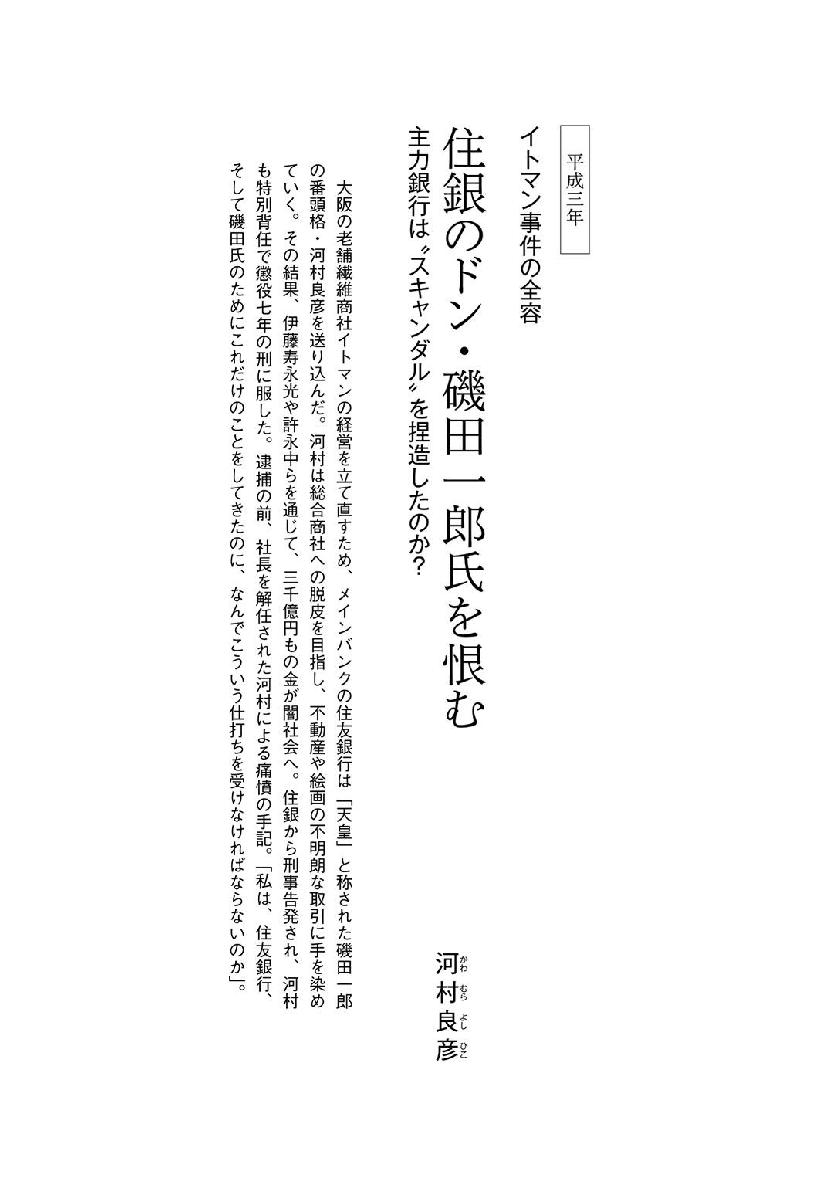 平成三年
イトマン事件の全容
住銀のドン・磯田一郎氏を恨む
主力銀行は〝スキャンダル〟を捏造したのか？
河村良彦
がわ むら よし ひこ
大阪の老舗繊維商社イトマンの経営を立て直すため、メインバンクの住友銀行は「天皇」と称された磯田一郎
の番頭格・河村良彦を送り込んだ。河村は総合商社への脱皮を目指し、不動産や絵画の不明朗な取引に手を染め
ていく。その結果、伊藤寿永光や許永中らを通じて、三千億円もの金が闇社会へ。住銀から刑事告発され、河村
も特別背任で懲役七年の刑に服した。逮捕の前、社長を解任された河村による痛憤の手記。「私は、住友銀行、
そして磯田氏のためにこれだけのことをしてきたのに、なんでこういう仕打ちを受けなければならないのか」。